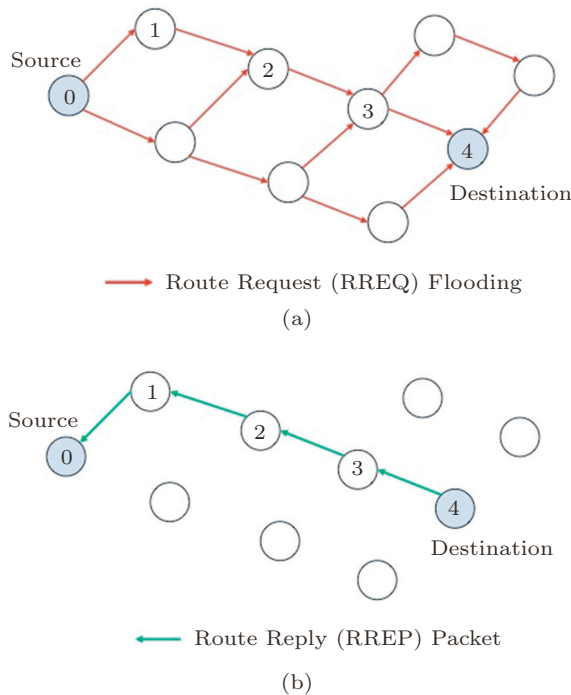 1
Source
2
0
3
4
Destination
Route Request (RREQ) Flooding
(a)
1
Source
2
0
3
4
Destination
Route Reply (RREP) Packet
(b)